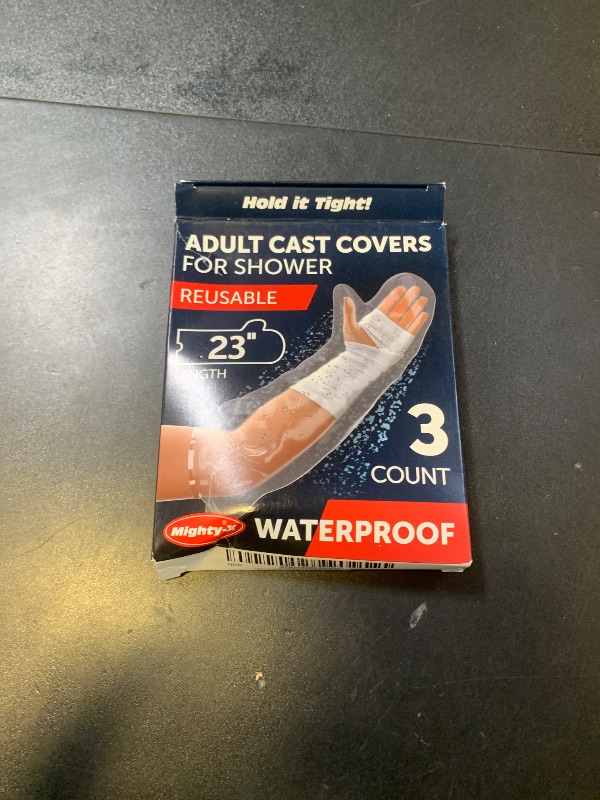 Hold it Tight!
ADULT CAST COVERS
FOR SHOWER
REUSABLE
23"
LENGTH
3
COUNT
Mighty-X®
WATERPROOF